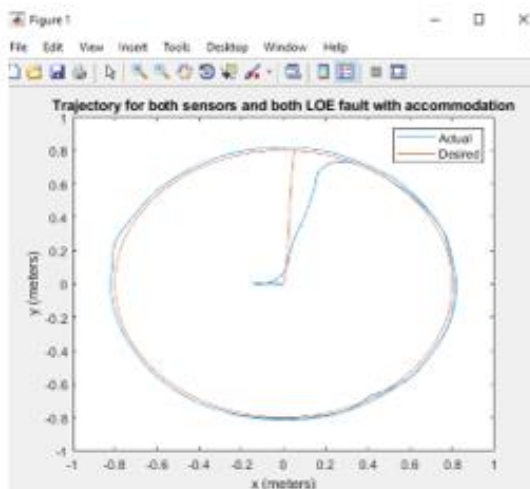 Figure 1
File Edit View Insert Tools Desktop Window Help
Trajectory for both sensors and both LOE fault with accommodation
Actual
Desired
1
0.8
0.6
0.4
0.2
0
-0.2
-0.4
-0.6
-0.8
-1
y (meters)
-1 -0.8 -0.6 -0.4 -0.2 0 0.2 0.4 0.6 0.8 1
x (meters)